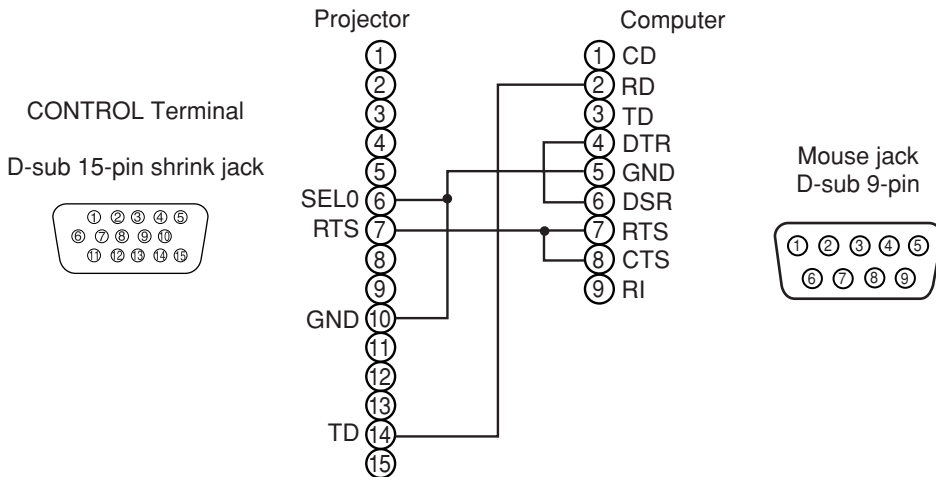 Projector
Computer
CONTROL Terminal
D-sub 15-pin shrink jack
① ② ③ ④ ⑤
⑥ ⑦ ⑧ ⑨ ⑩
⑪ ⑫ ⑬ ⑭ ⑮
①
②
③
④
⑤
SEL0 ⑥
RTS ⑦
⑧
⑨
GND ⑩
⑪
⑫
⑬
TD ⑭
⑮
① CD
② RD
③ TD
④ DTR
⑤ GND
⑥ DSR
⑦ RTS
⑧ CTS
⑨ RI
Mouse jack
D-sub 9-pin
① ② ③ ④ ⑤
⑥ ⑦ ⑧ ⑨